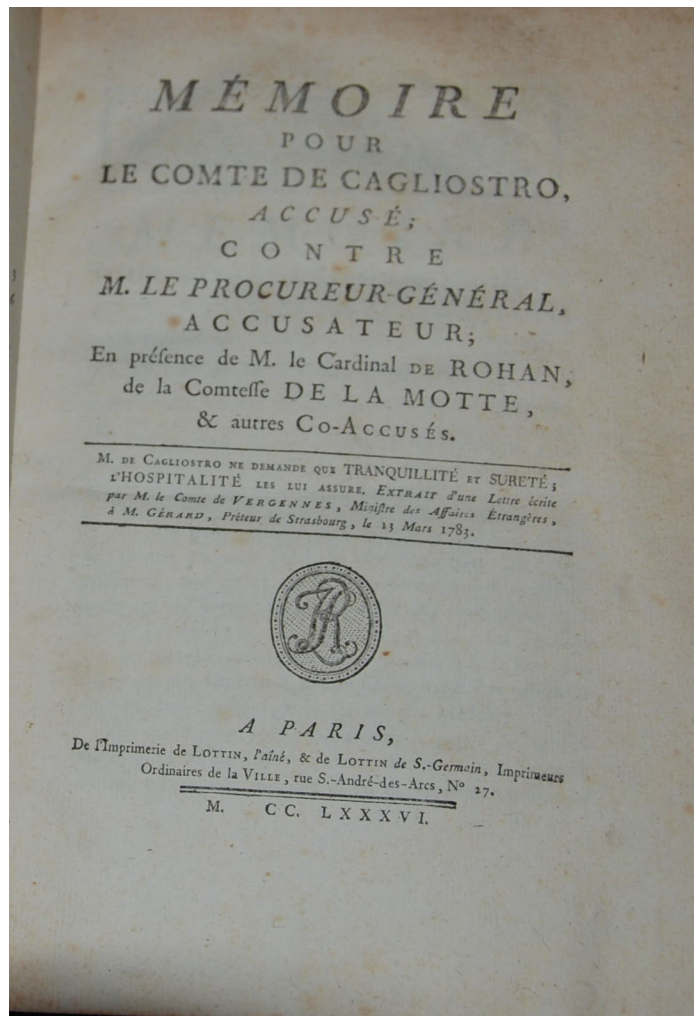 MÉMOIRE
POUR
LE COMTE DE CAGLIOSTRO,
ACCUSÉ;
CONTRE
M. LE PROCUREUR-GÉNÉRAL,
ACCUSATEUR;
En préſence de M. le Cardinal DE ROHAN,
de la Comteſſe DE LA MOTTE,
& autres CO-ACCUSÉS.
M. DE CAGLIOSTRO NE DEMANDE QUE TRANQUILLITÉ ET SURETÉ;
L'HOSPITALITÉ LES LUI ASSURE. EXTRAIT d'une Lettre écrite
par M. le Comte de VERGENNES, Miniſtre des Affaires Étrangères,
à M. GÉRARD, Préteur de Strasbourg, le 13 Mars 1783.
R
A PARIS,
De l'Imprimerie de LOTTIN, l'aîné, & de LOTTIN de S.-Germain, Imprimeurs
Ordinaires de la VILLE, rue S.-André-des-Arcs, Nº 27.
M. CC. LXXXVI.